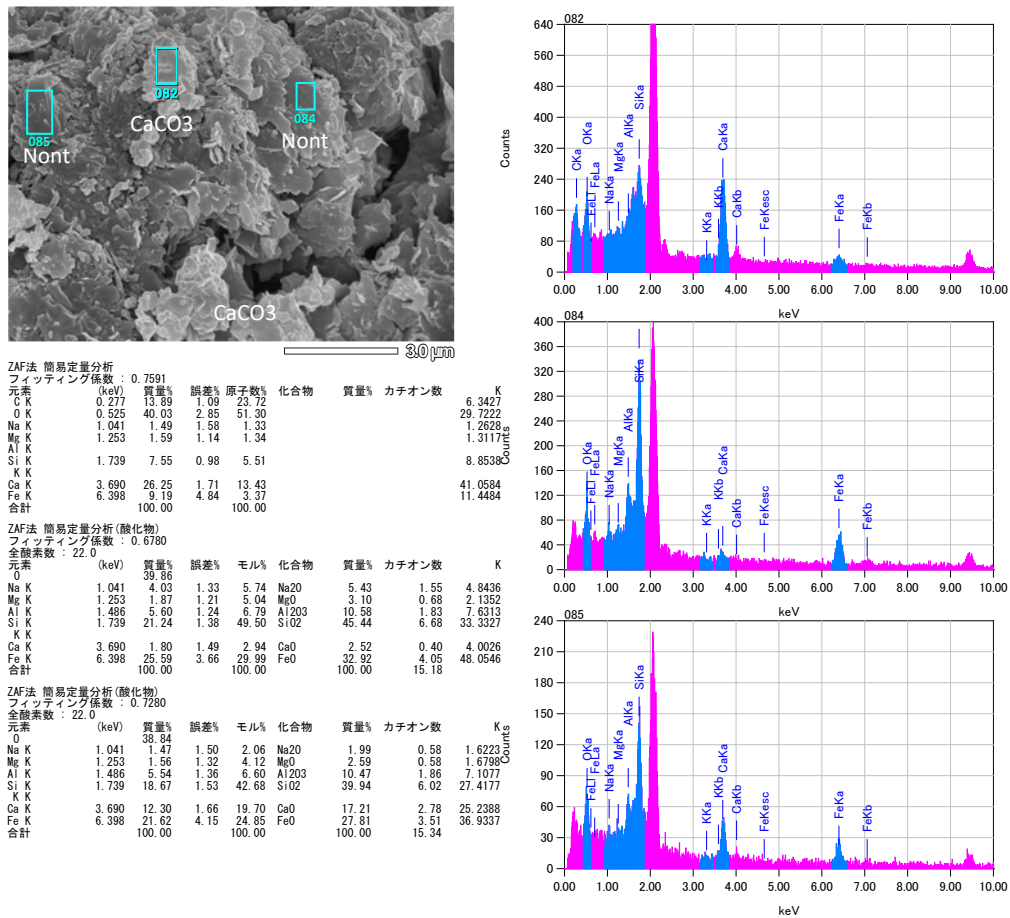 082
085
084
CaCO3
Nont
Nont
CaCO3
3.0 μm
ZAF法 簡易定量分析
フィッティング係数 : 0.7591
元素 (keV) 質量% 誤差% 原子数% 化合物 質量% カチオン数 K
C K 0.277 13.89 1.09 23.72 6.3427
O K 0.525 40.03 2.85 51.30 29.7222
Na K 1.041 1.49 1.58 1.33 1.2628
Mg K 1.253 1.59 1.14 1.34 1.3117
Al K
Si K 1.739 7.55 0.98 5.51 8.8538
K K
Ca K 3.690 26.25 1.71 13.43 41.0584
Fe K 6.398 9.19 4.84 3.37 11.4484
合計 100.00 100.00
ZAF法 簡易定量分析(酸化物)
フィッティング係数 : 0.6780
全酸素数 : 22.0
元素 (keV) 質量% 誤差% モル% 化合物 質量% カチオン数 K
O 39.86
Na K 1.041 4.03 1.33 5.74 Na2O 5.43 1.55 4.8436
Mg K 1.253 1.87 1.21 5.04 MgO 3.10 0.68 2.1352
Al K 1.486 5.60 1.24 6.79 Al2O3 10.58 1.83 7.6313
Si K 1.739 21.24 1.38 49.50 SiO2 45.44 6.68 33.3327
K K
Ca K 3.690 1.80 1.49 2.94 CaO 2.52 0.40 4.0026
Fe K 6.398 25.59 3.66 29.99 FeO 32.92 4.05 48.0546
合計 100.00 100.00 100.00 15.18
ZAF法 簡易定量分析(酸化物)
フィッティング係数 : 0.7280
全酸素数 : 22.0
元素 (keV) 質量% 誤差% モル% 化合物 質量% カチオン数 K
O 38.84
Na K 1.041 1.47 1.50 2.06 Na2O 1.99 0.58 1.6223
Mg K 1.253 1.56 1.32 4.12 MgO 2.59 0.58 1.6798
Al K 1.486 5.54 1.36 6.60 Al2O3 10.47 1.86 7.1077
Si K 1.739 18.67 1.53 42.68 SiO2 39.94 6.02 27.4177
K K
Ca K 3.690 12.30 1.66 19.70 CaO 17.21 2.78 25.2388
Fe K 6.398 21.62 4.15 24.85 FeO 27.81 3.51 36.9337
合計 100.00 100.00 100.00 15.34
082
Counts
640
560
480
400
320
240
160
80
0
CKa
OKa
FeLl
FeLa
NaKa
MgKa
AlKa
SiKa
KKa
KKb
CaKa
CaKb
FeKesc
FeKa
FeKb
0.00 1.00 2.00 3.00 4.00 5.00 6.00 7.00 8.00 9.00 10.00
keV
084
Counts
400
360
320
280
240
200
160
120
80
40
0
OKa
FeLl
FeLa
NaKa
MgKa
AlKa
SiKa
KKa
KKb
CaKa
CaKb
FeKesc
FeKa
FeKb
0.00 1.00 2.00 3.00 4.00 5.00 6.00 7.00 8.00 9.00 10.00
keV
085
Counts
240
210
180
150
120
90
60
30
0
OKa
FeLl
FeLa
NaKa
MgKa
AlKa
SiKa
KKa
KKb
CaKa
CaKb
FeKesc
FeKa
FeKb
0.00 1.00 2.00 3.00 4.00 5.00 6.00 7.00 8.00 9.00 10.00
keV